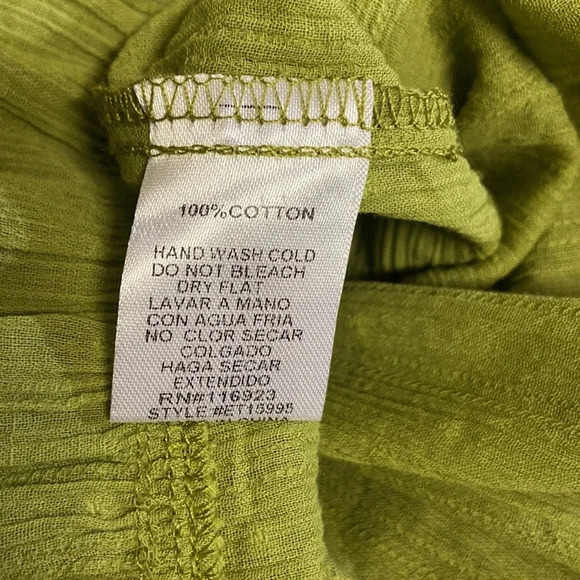 100%COTTON
HAND WASH COLD
DO NOT BLEACH
DRY FLAT
LAVAR A MANO
CON AGUA FRIA
NO CLOR SECAR
COLGADO
HAGA SECAR
EXTENDIDO
RN#116923
STYLE #ET15995